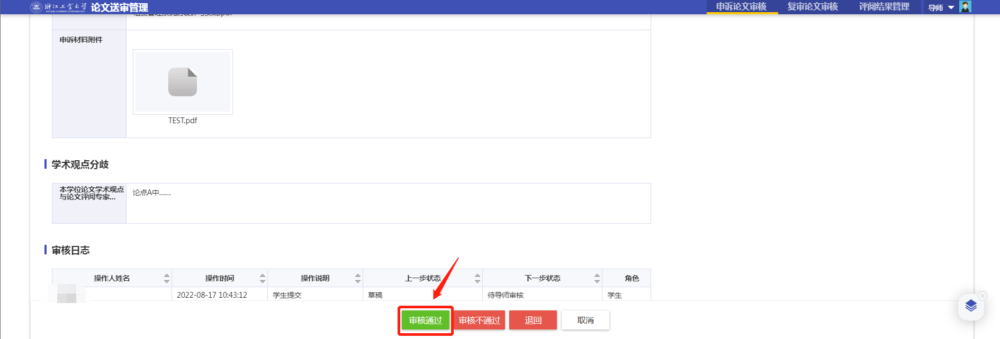 浙江工业大学 论文送审管理 申诉论文审核 复审论文审核 评阅结果管理 导师
申诉材料附件
TEST.pdf
学术观点分歧
本学位论文学术观点 论点A中......
与论文评阅专家...
审核日志
操作人姓名 操作时间 操作说明 上一步状态 下一步状态 角色
2022-08-17 10:43:12 学生提交 草稿 待导师审核 学生
审核通过 审核不通过 退回 取消